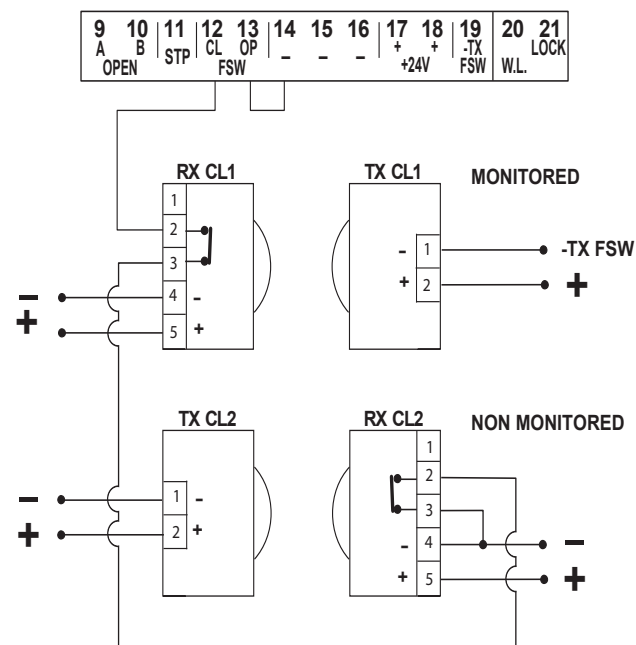 9 10 11 12 13 14 15 16 17 18 19 20 21
A B STP CL OP – – – + + -TX LOCK
OPEN FSW +24V FSW W.L.
RX CL1 TX CL1 MONITORED
1
2
3
4 -
5 +
- +
- 1 -TX FSW
+ 2 +
TX CL2 RX CL2 NON MONITORED
1 -
2 +
- +
1
2
3
- 4 -
+ 5 +